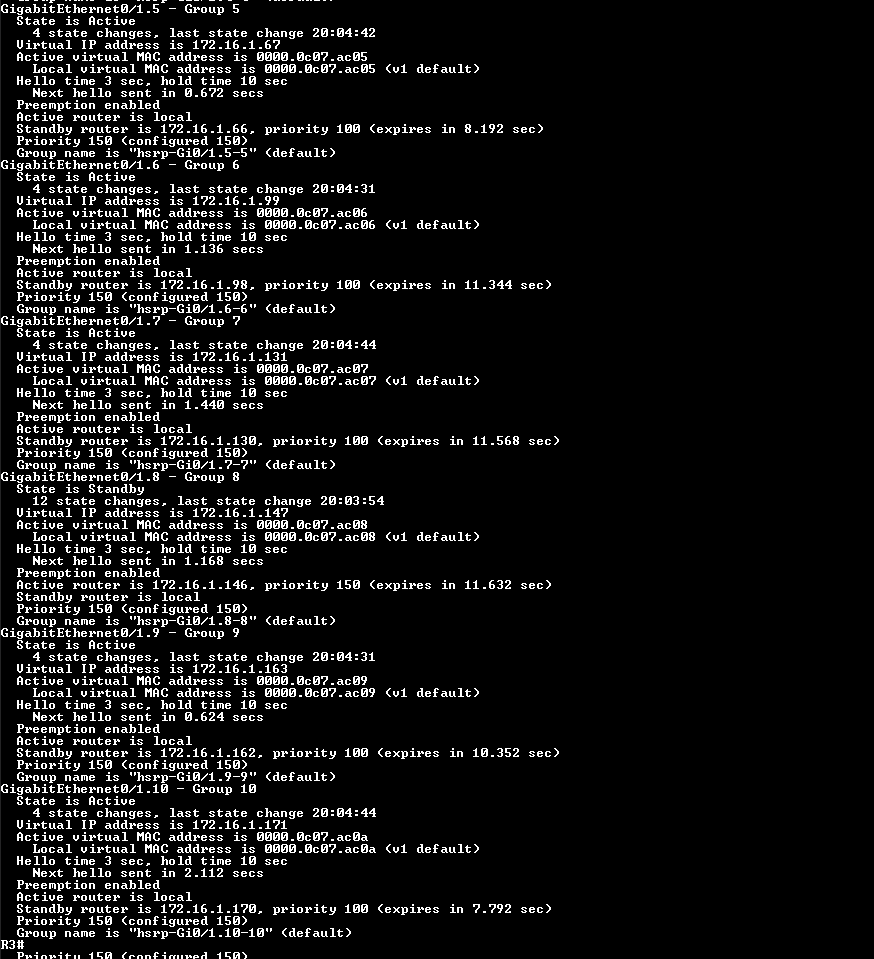 GigabitEthernet0/1.5 - Group 5
State is Active
4 state changes, last state change 20:04:42
Virtual IP address is 172.16.1.67
Active virtual MAC address is 0000.0c07.ac05
Local virtual MAC address is 0000.0c07.ac05 (v1 default)
Hello time 3 sec, hold time 10 sec
Next hello sent in 0.672 secs
Preemption enabled
Active router is local
Standby router is 172.16.1.66, priority 100 (expires in 8.192 sec)
Priority 150 (configured 150)
Group name is "hsrp-Gi0/1.5-5" (default)
GigabitEthernet0/1.6 - Group 6
State is Active
4 state changes, last state change 20:04:31
Virtual IP address is 172.16.1.99
Active virtual MAC address is 0000.0c07.ac06
Local virtual MAC address is 0000.0c07.ac06 (v1 default)
Hello time 3 sec, hold time 10 sec
Next hello sent in 1.136 secs
Preemption enabled
Active router is local
Standby router is 172.16.1.98, priority 100 (expires in 11.344 sec)
Priority 150 (configured 150)
Group name is "hsrp-Gi0/1.6-6" (default)
GigabitEthernet0/1.7 - Group 7
State is Active
4 state changes, last state change 20:04:44
Virtual IP address is 172.16.1.131
Active virtual MAC address is 0000.0c07.ac07
Local virtual MAC address is 0000.0c07.ac07 (v1 default)
Hello time 3 sec, hold time 10 sec
Next hello sent in 1.440 secs
Preemption enabled
Active router is local
Standby router is 172.16.1.130, priority 100 (expires in 11.568 sec)
Priority 150 (configured 150)
Group name is "hsrp-Gi0/1.7-7" (default)
GigabitEthernet0/1.8 - Group 8
State is Standby
12 state changes, last state change 20:03:54
Virtual IP address is 172.16.1.147
Active virtual MAC address is 0000.0c07.ac08
Local virtual MAC address is 0000.0c07.ac08 (v1 default)
Hello time 3 sec, hold time 10 sec
Next hello sent in 1.168 secs
Preemption enabled
Active router is 172.16.1.146, priority 150 (expires in 11.632 sec)
Standby router is local
Priority 150 (configured 150)
Group name is "hsrp-Gi0/1.8-8" (default)
GigabitEthernet0/1.9 - Group 9
State is Active
4 state changes, last state change 20:04:31
Virtual IP address is 172.16.1.163
Active virtual MAC address is 0000.0c07.ac09
Local virtual MAC address is 0000.0c07.ac09 (v1 default)
Hello time 3 sec, hold time 10 sec
Next hello sent in 0.624 secs
Preemption enabled
Active router is local
Standby router is 172.16.1.162, priority 100 (expires in 10.352 sec)
Priority 150 (configured 150)
Group name is "hsrp-Gi0/1.9-9" (default)
GigabitEthernet0/1.10 - Group 10
State is Active
4 state changes, last state change 20:04:44
Virtual IP address is 172.16.1.171
Active virtual MAC address is 0000.0c07.ac0a
Local virtual MAC address is 0000.0c07.ac0a (v1 default)
Hello time 3 sec, hold time 10 sec
Next hello sent in 2.112 secs
Preemption enabled
Active router is local
Standby router is 172.16.1.170, priority 100 (expires in 7.792 sec)
Priority 150 (configured 150)
Group name is "hsrp-Gi0/1.10-10" (default)
R3#
Priority 150 (configured 150)